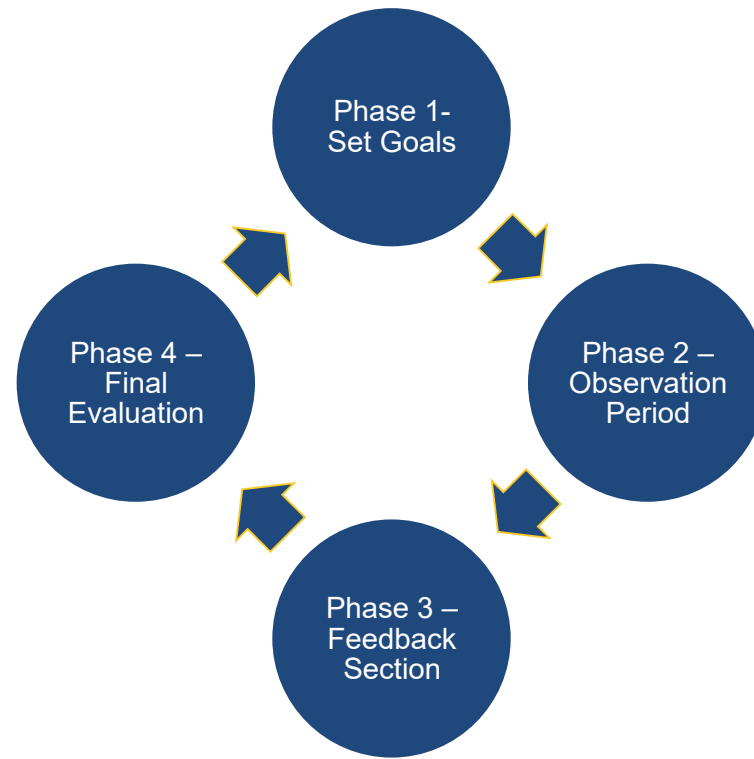 Phase 1-
Set Goals
Phase 2 –
Observation
Period
Phase 3 –
Feedback
Section
Phase 4 –
Final
Evaluation